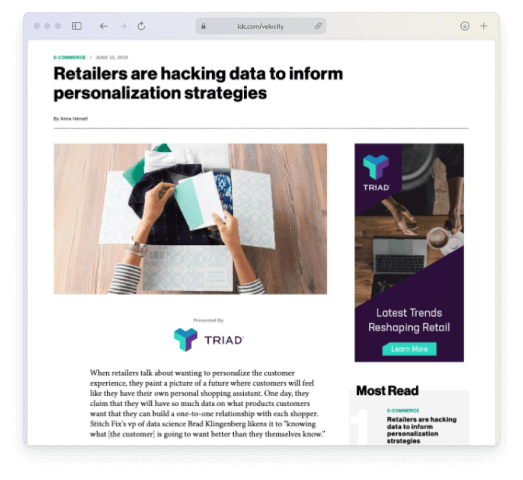 idc.com/velocity
E-COMMERCE | JUNE 12, 2019
Retailers are hacking data to inform
personalization strategies
By Anna Hensel
Presented By
TRIAD
When retailers talk about wanting to personalize the customer
experience, they paint a picture of a future where customers will feel
like they have their own personal shopping assistant. One day, they
claim that they will have so much data on what products customers
want that they can build a one-to-one relationship with each shopper.
Stitch Fix's vp of data science Brad Klingenberg likens it to “knowing
what [the customer] is going to want better than they themselves know.”
TRIAD
Latest Trends
Reshaping Retail
Learn More
Most Read
1
E-COMMERCE
Retailers are hacking
data to inform
personalization
strategies